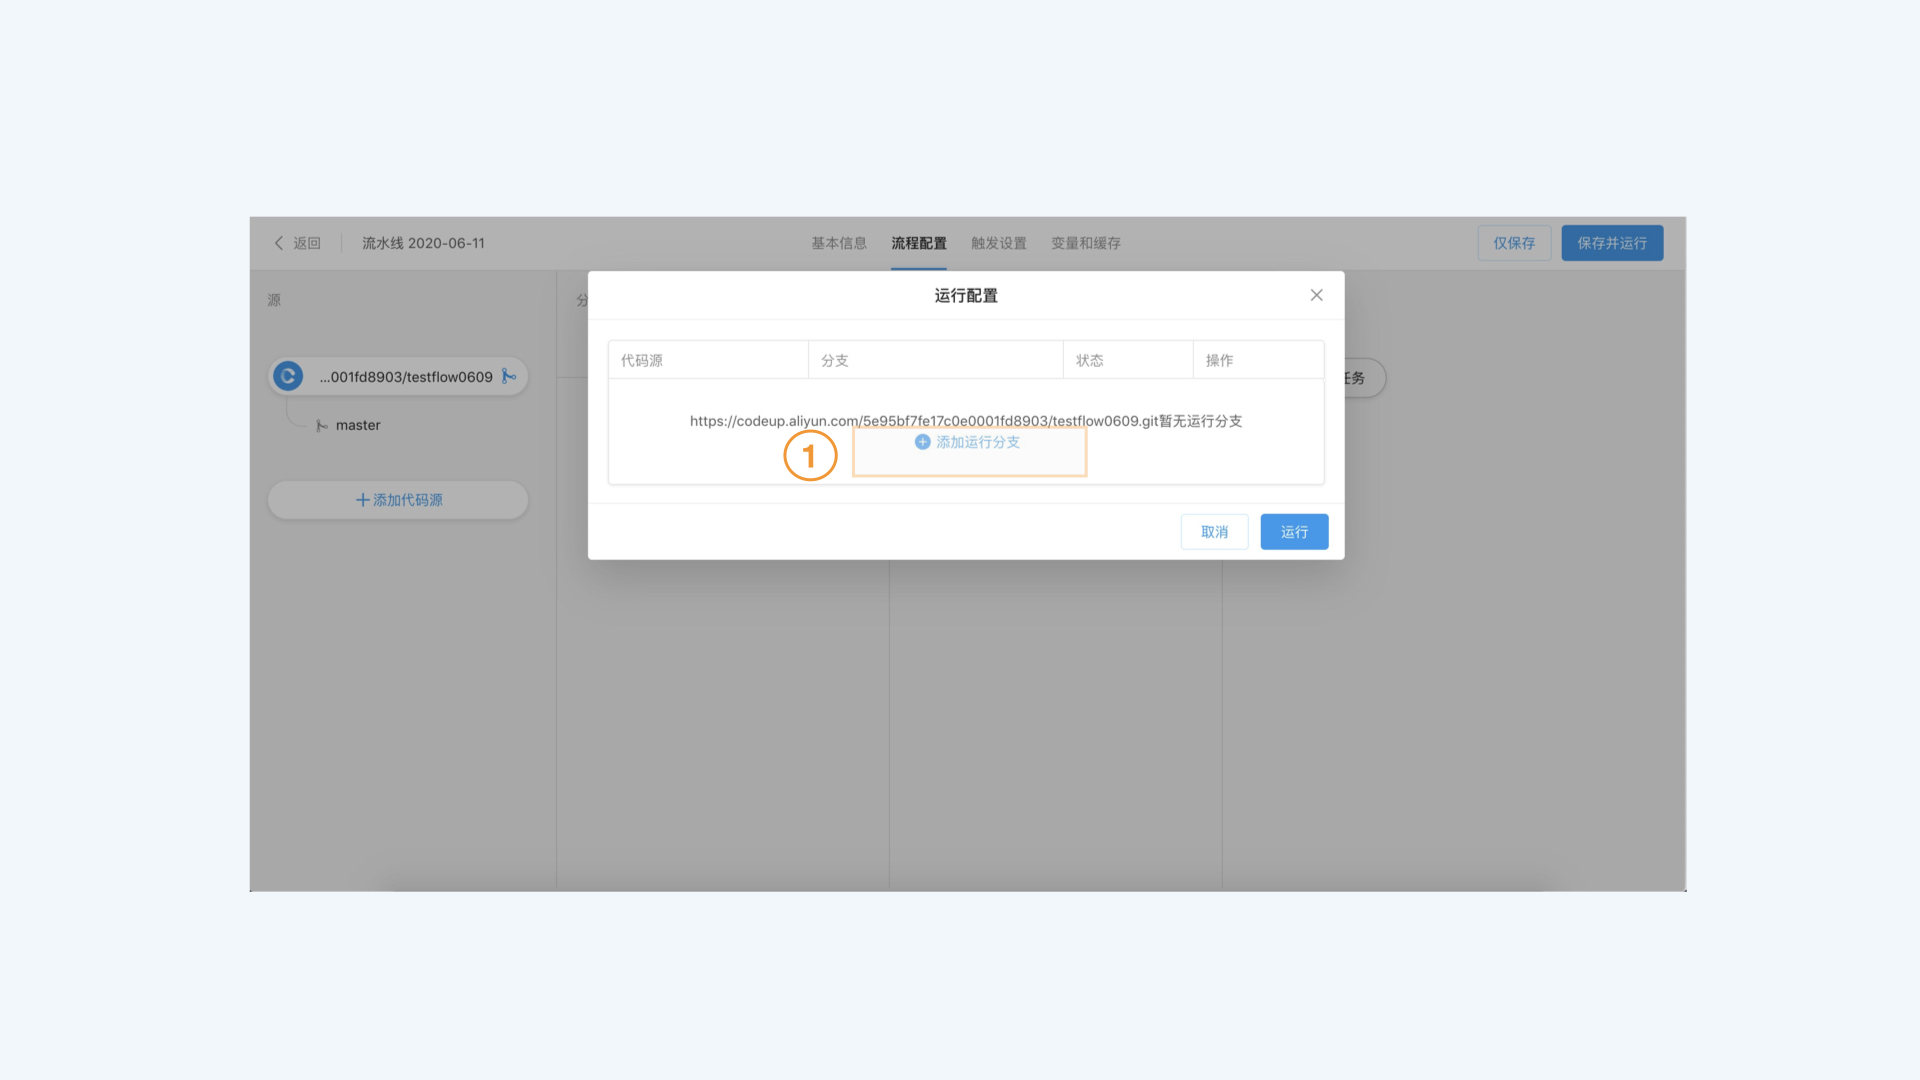 返回
流水线 2020-06-11
基本信息
流程配置
触发设置
变量和缓存
仅保存
保存并运行
源
分
...001fd8903/testflow0609
master
+添加代码源
运行配置
代码源
分支
状态
操作
https://codeup.aliyun.com/5e95bf7fe17c0e0001fd8903/testflow0609.git暂无运行分支
添加运行分支
1
取消
运行
任务